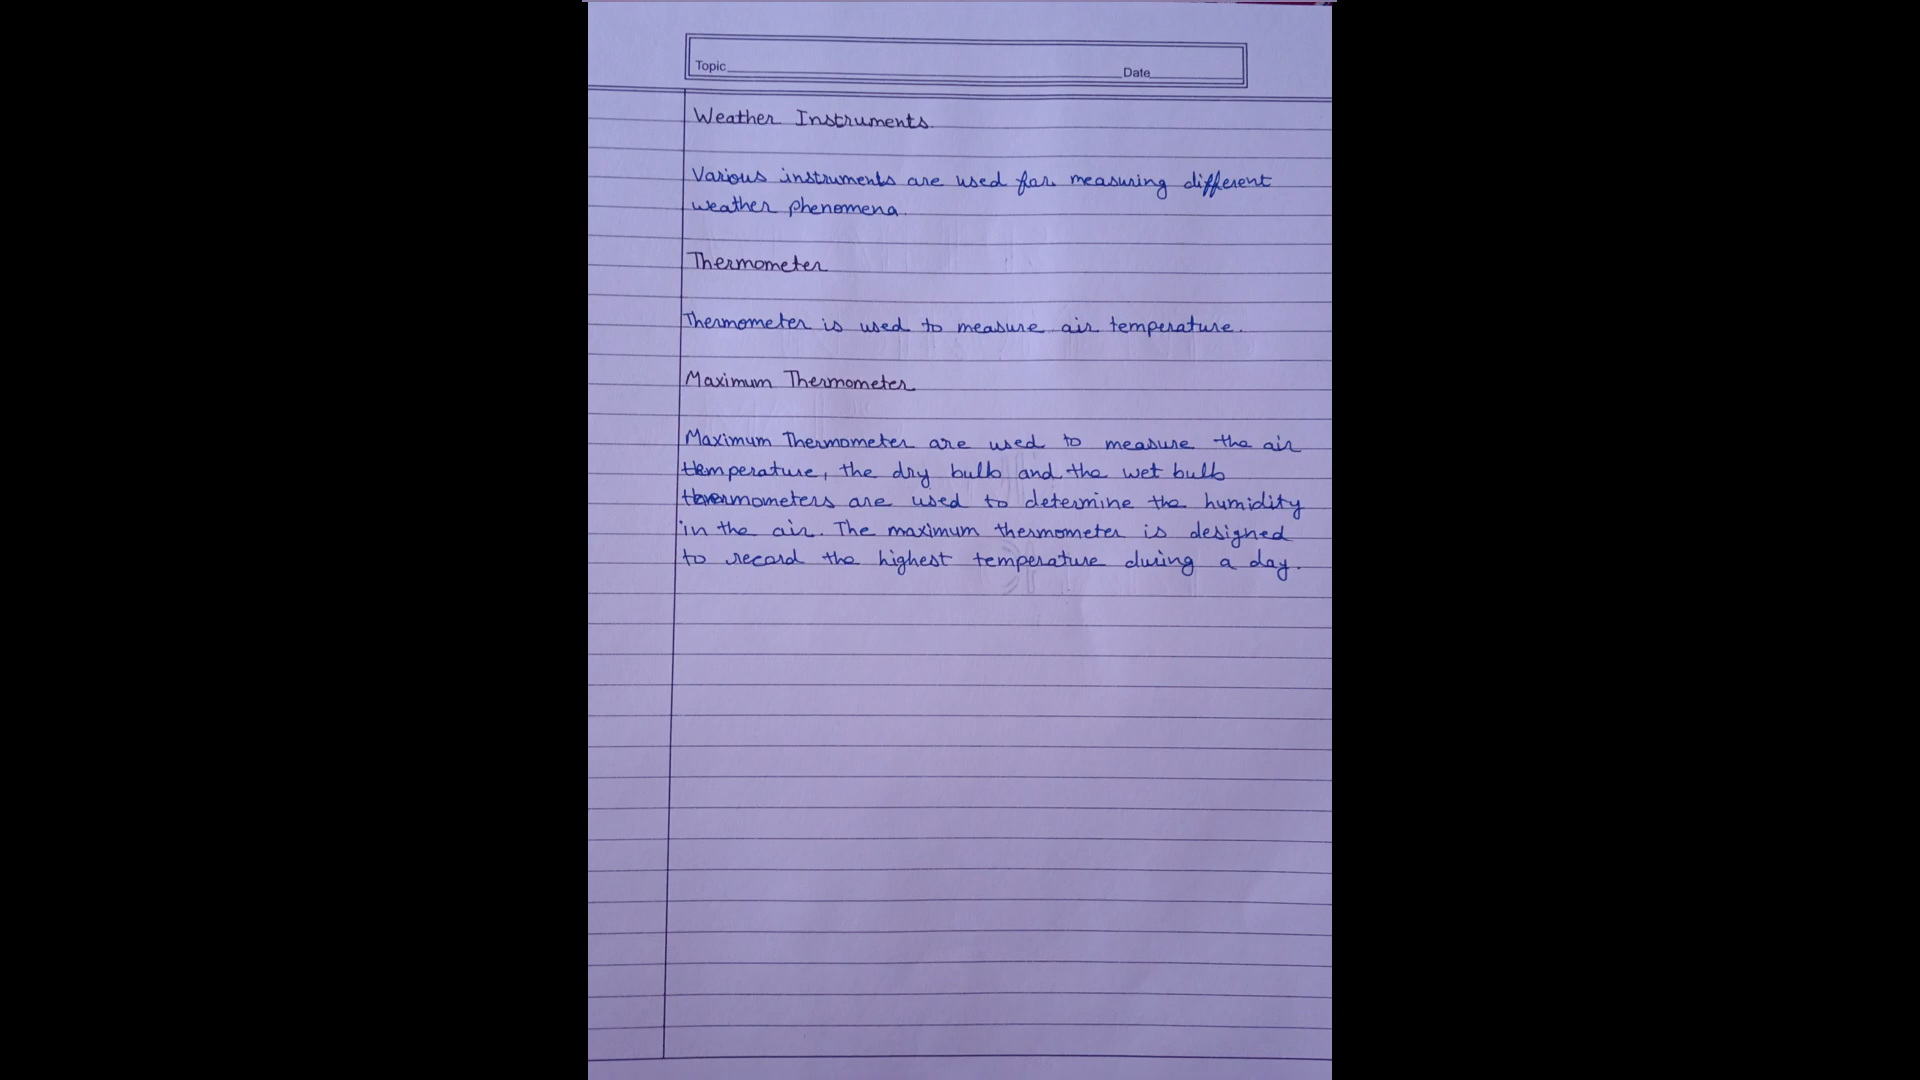 Topic Date
Weather Instruments.
Various instruments are used for measuring different
weather phenomena.
Thermometer
Thermometer is used to measure air temperature.
Maximum Thermometer
Maximum Thermometer are used to measure the air
temperature, the dry bulb and the wet bulb
thermometers are used to determine the humidity
in the air. The maximum thermometer is designed
to record the highest temperature during a day.